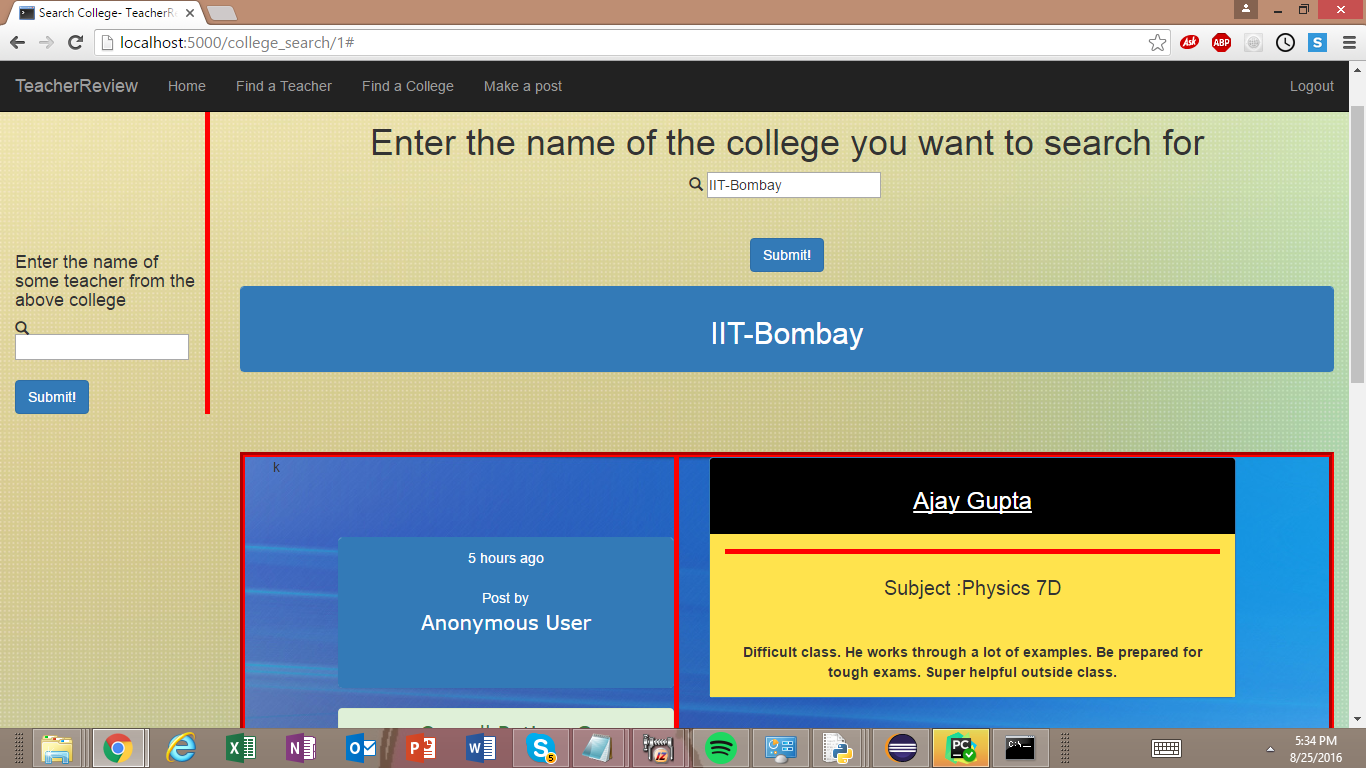 Search College- TeacherR
localhost:5000/college_search/1#
Ask
ABP
S
TeacherReview
Home
Find a Teacher
Find a College
Make a post
Logout
Enter the name of the college you want to search for
IIT-Bombay
Submit!
Enter the name of
some teacher from the
above college
Submit!
IIT-Bombay
k
5 hours ago
Post by
Anonymous User
Ajay Gupta
Subject :Physics 7D
Difficult class. He works through a lot of examples. Be prepared for
tough exams. Super helpful outside class.
5
PC
C:\
5:34 PM
8/25/2016